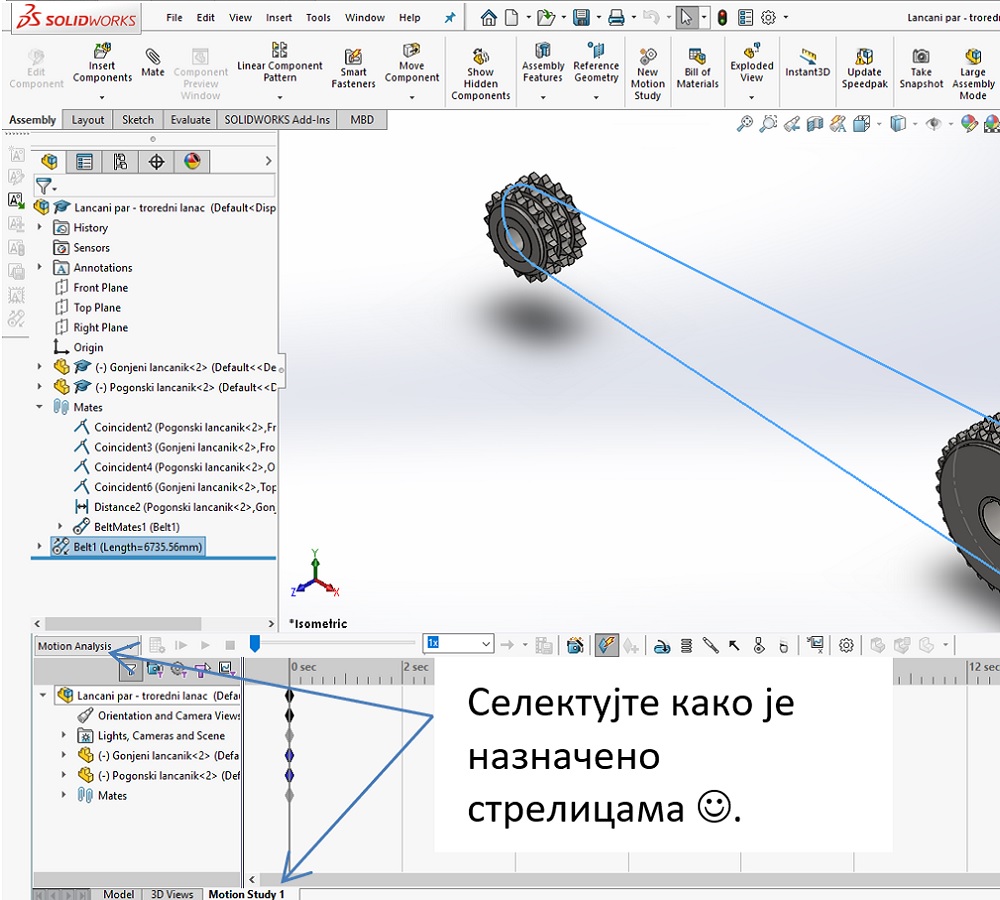 SOLIDWORKS File Edit View Insert Tools Window Help Lancani par - troredni
Edit Component
Insert Components
Mate
Component Preview Window
Linear Component Pattern
Smart Fasteners
Move Component
Show Hidden Components
Assembly Features
Reference Geometry
New Motion Study
Bill of Materials
Exploded View
Instant3D
Update Speedpak
Take Snapshot
Large Assembly Mode
Assembly Layout Sketch Evaluate SOLIDWORKS Add-Ins MBD
Lancani par - troredni lanac (Default<Disp
History
Sensors
Annotations
Front Plane
Top Plane
Right Plane
Origin
(-) Gonjeni lancanik<2> (Default<<De
(-) Pogonski lancanik<2> (Default<<D
Mates
Coincident2 (Pogonski lancanik<2>,Fr
Coincident3 (Gonjeni lancanik<2>,Fro
Coincident4 (Pogonski lancanik<2>,O
Coincident6 (Gonjeni lancanik<2>,Top
Distance2 (Pogonski lancanik<2>,Gon
BeltMates1 (Belt1)
Belt1 (Length=6735.56mm)
Y
Z X
*Isometric
Motion Analysis 1x
0 sec 2 sec 12 sec
Lancani par - troredni lanac (Defau
Orientation and Camera Views
Lights, Cameras and Scene
(-) Gonjeni lancanik<2> (Defa
(-) Pogonski lancanik<2> (Def
Mates
Селектујте како је
назначено
стрелицама ☺.
Model 3D Views Motion Study 1